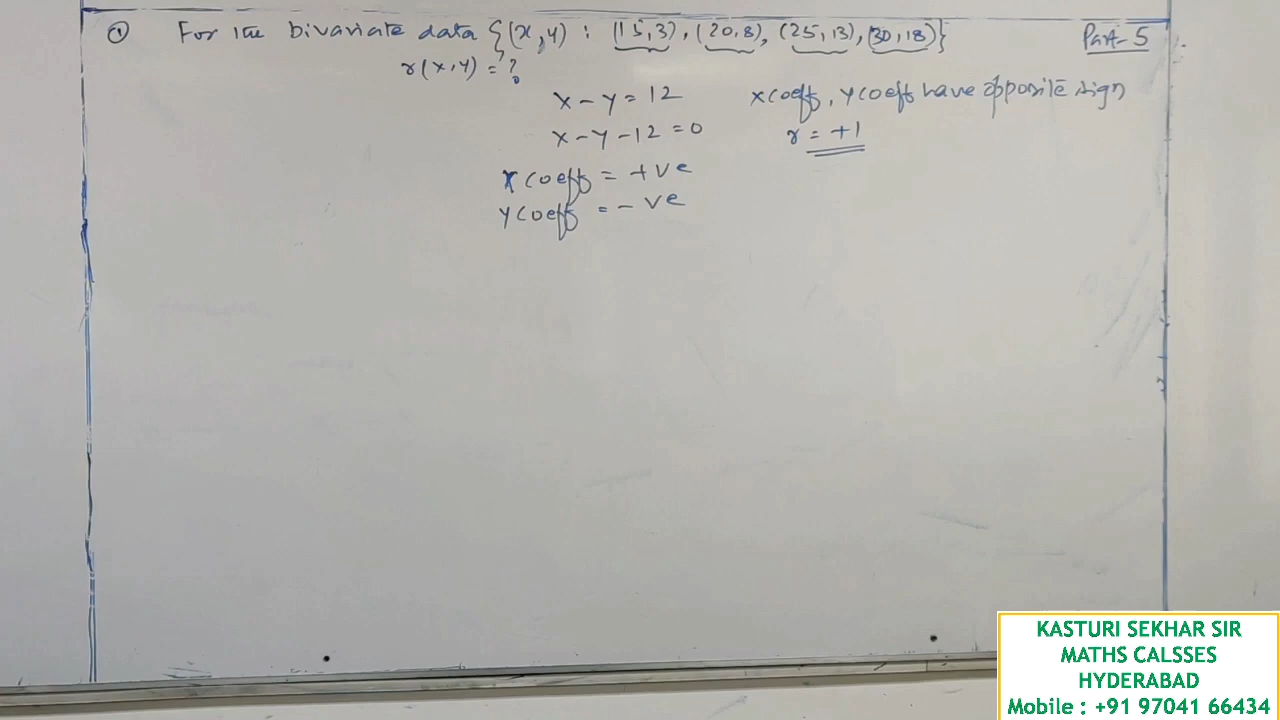 ① For the bivariate data {(x,y) : (15,3), (20,8), (25,13), (30,18)} Part-5
r(x,y) = ?
x - y = 12 x coeff, y coeff have opposite sign
x - y - 12 = 0 r = +1
x coeff = +ve
y coeff = -ve
KASTURI SEKHAR SIR
MATHS CALSSES
HYDERABAD
Mobile : +91 97041 66434